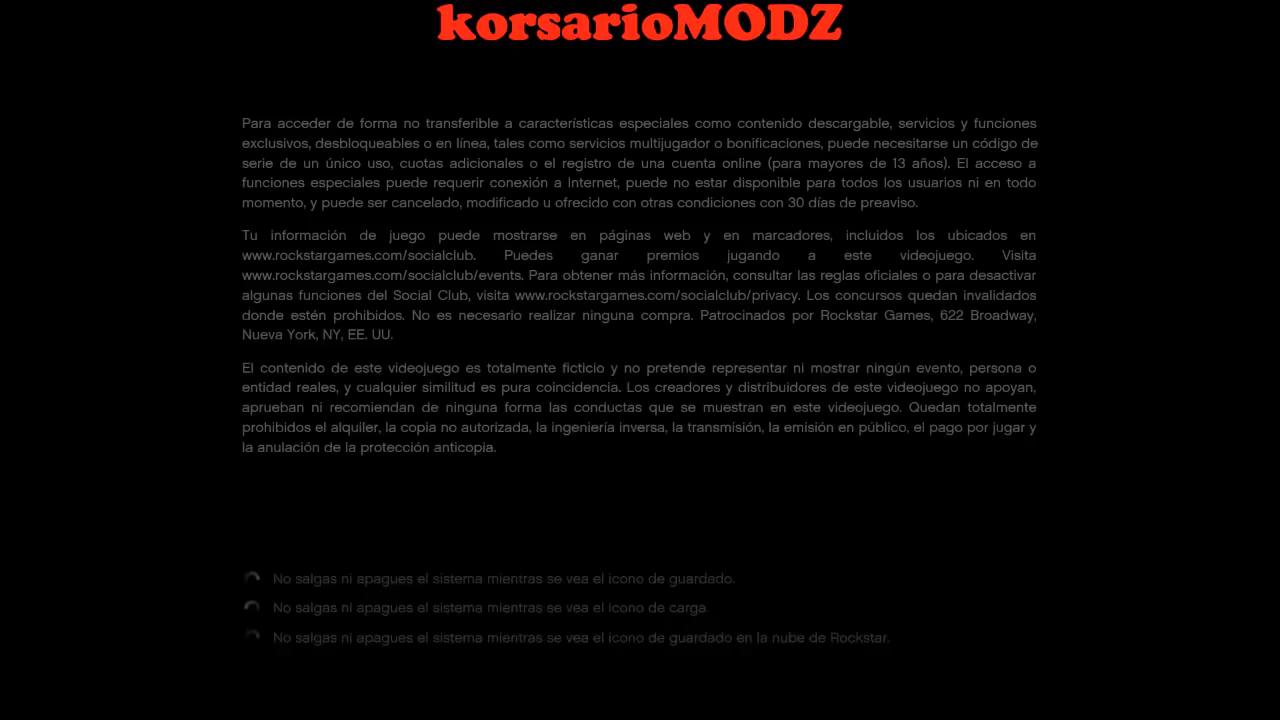 korsarioMODZ
Para acceder de forma no transferible a características especiales como contenido descargable, servicios y funciones
exclusivos, desbloqueables o en línea, tales como servicios multijugador o bonificaciones, puede necesitarse un código de
serie de un único uso, cuotas adicionales o el registro de una cuenta online (para mayores de 13 años). El acceso a
funciones especiales puede requerir conexión a Internet, puede no estar disponible para todos los usuarios ni en todo
momento, y puede ser cancelado, modificado u ofrecido con otras condiciones con 30 días de preaviso.
Tu información de juego puede mostrarse en páginas web y en marcadores, incluidos los ubicados en
www.rockstargames.com/socialclub. Puedes ganar premios jugando a este videojuego. Visita
www.rockstargames.com/socialclub/events. Para obtener más información, consultar las reglas oficiales o para desactivar
algunas funciones del Social Club, visita www.rockstargames.com/socialclub/privacy. Los concursos quedan invalidados
donde estén prohibidos. No es necesario realizar ninguna compra. Patrocinados por Rockstar Games, 622 Broadway,
Nueva York, NY, EE. UU.
El contenido de este videojuego es totalmente ficticio y no pretende representar ni mostrar ningún evento, persona o
entidad reales, y cualquier similitud es pura coincidencia. Los creadores y distribuidores de este videojuego no apoyan,
aprueban ni recomiendan de ninguna forma las conductas que se muestran en este videojuego. Quedan totalmente
prohibidos el alquiler, la copia no autorizada, la ingeniería inversa, la transmisión, la emisión en público, el pago por jugar y
la anulación de la protección anticopia.
No salgas ni apagues el sistema mientras se vea el icono de guardado.
No salgas ni apagues el sistema mientras se vea el icono de carga.
No salgas ni apagues el sistema mientras se vea el icono de guardado en la nube de Rockstar.